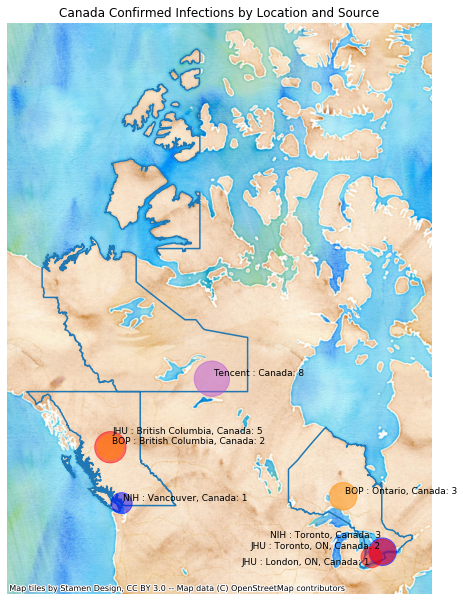 Canada Confirmed Infections by Location and Source
Tencent : Canada: 8
JHU : British Columbia, Canada: 5
BOP : British Columbia, Canada: 2
BOP : Ontario, Canada: 3
NIH : Vancouver, Canada: 1
NIH : Toronto, Canada: 3
JHU : Toronto, ON, Canada: 2
JHU : London, ON, Canada: 1
Map tiles by Stamen Design, CC BY 3.0 -- Map data (C) OpenStreetMap contributors